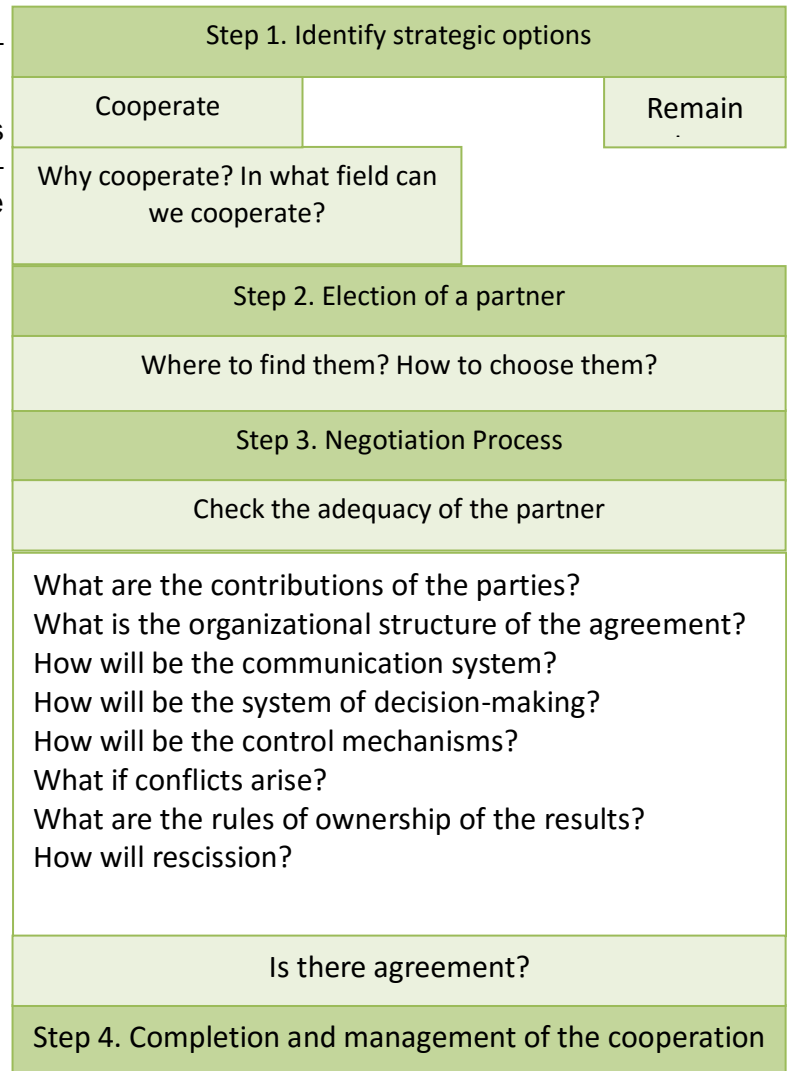 Step 1. Identify strategic options
Cooperate
Remain
Why cooperate? In what field can
we cooperate?
Step 2. Election of a partner
Where to find them? How to choose them?
Step 3. Negotiation Process
Check the adequacy of the partner
What are the contributions of the parties?
What is the organizational structure of the agreement?
How will be the communication system?
How will be the system of decision-making?
How will be the control mechanisms?
What if conflicts arise?
What are the rules of ownership of the results?
How will rescission?
Is there agreement?
Step 4. Completion and management of the cooperation